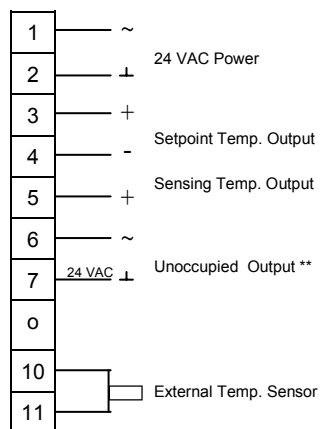 1 ~
24 VAC Power
2 ⊥
3 +
Setpoint Temp. Output
4 -
Sensing Temp. Output
5 +
6 ~
Unoccupied Output **
7 24 VAC ⊥
o
10
External Temp. Sensor
11